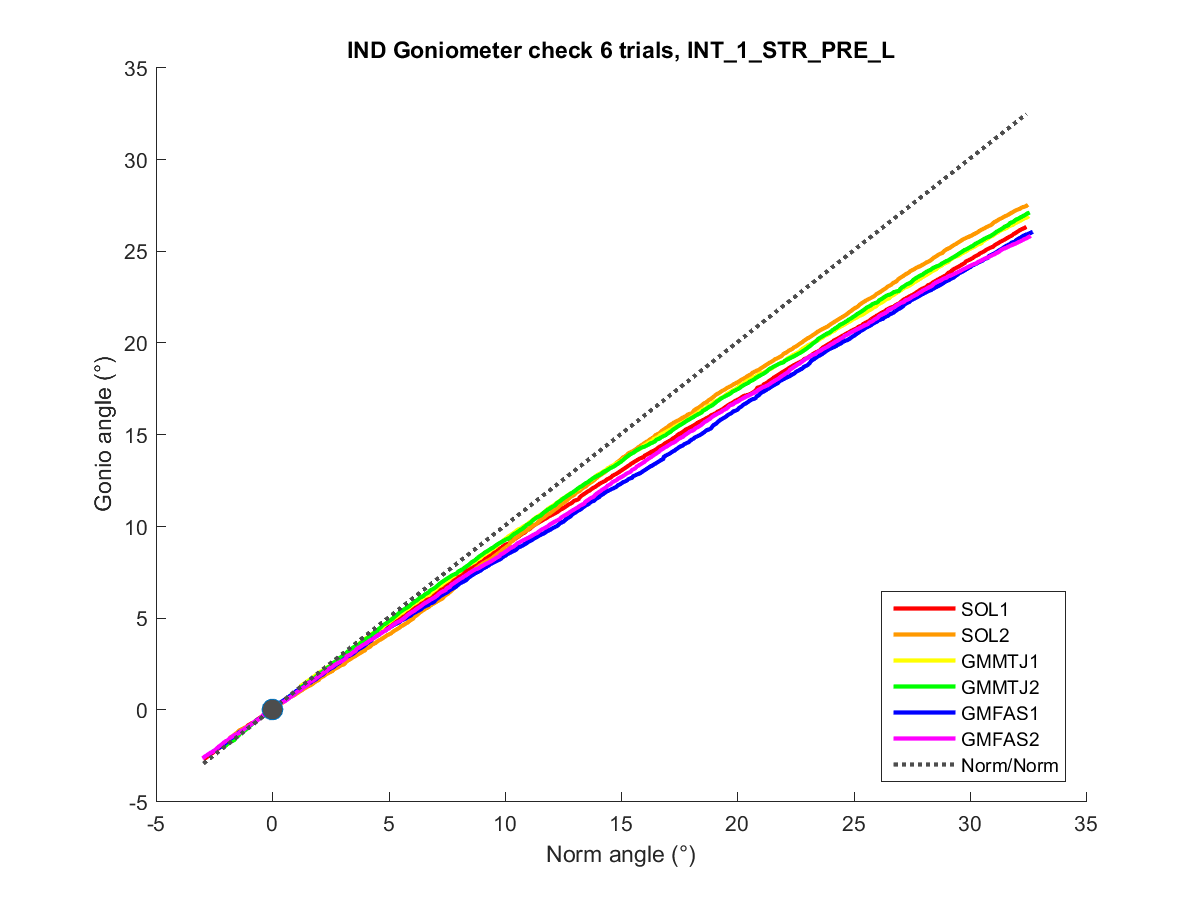 IND Goniometer check 6 trials, INT_1_STR_PRE_L
35
30
25
20
15
10
5
0
-5
Gonio angle (°)
-5 0 5 10 15 20 25 30 35
Norm angle (°)
SOL1
SOL2
GMMTJ1
GMMTJ2
GMFAS1
GMFAS2
Norm/Norm